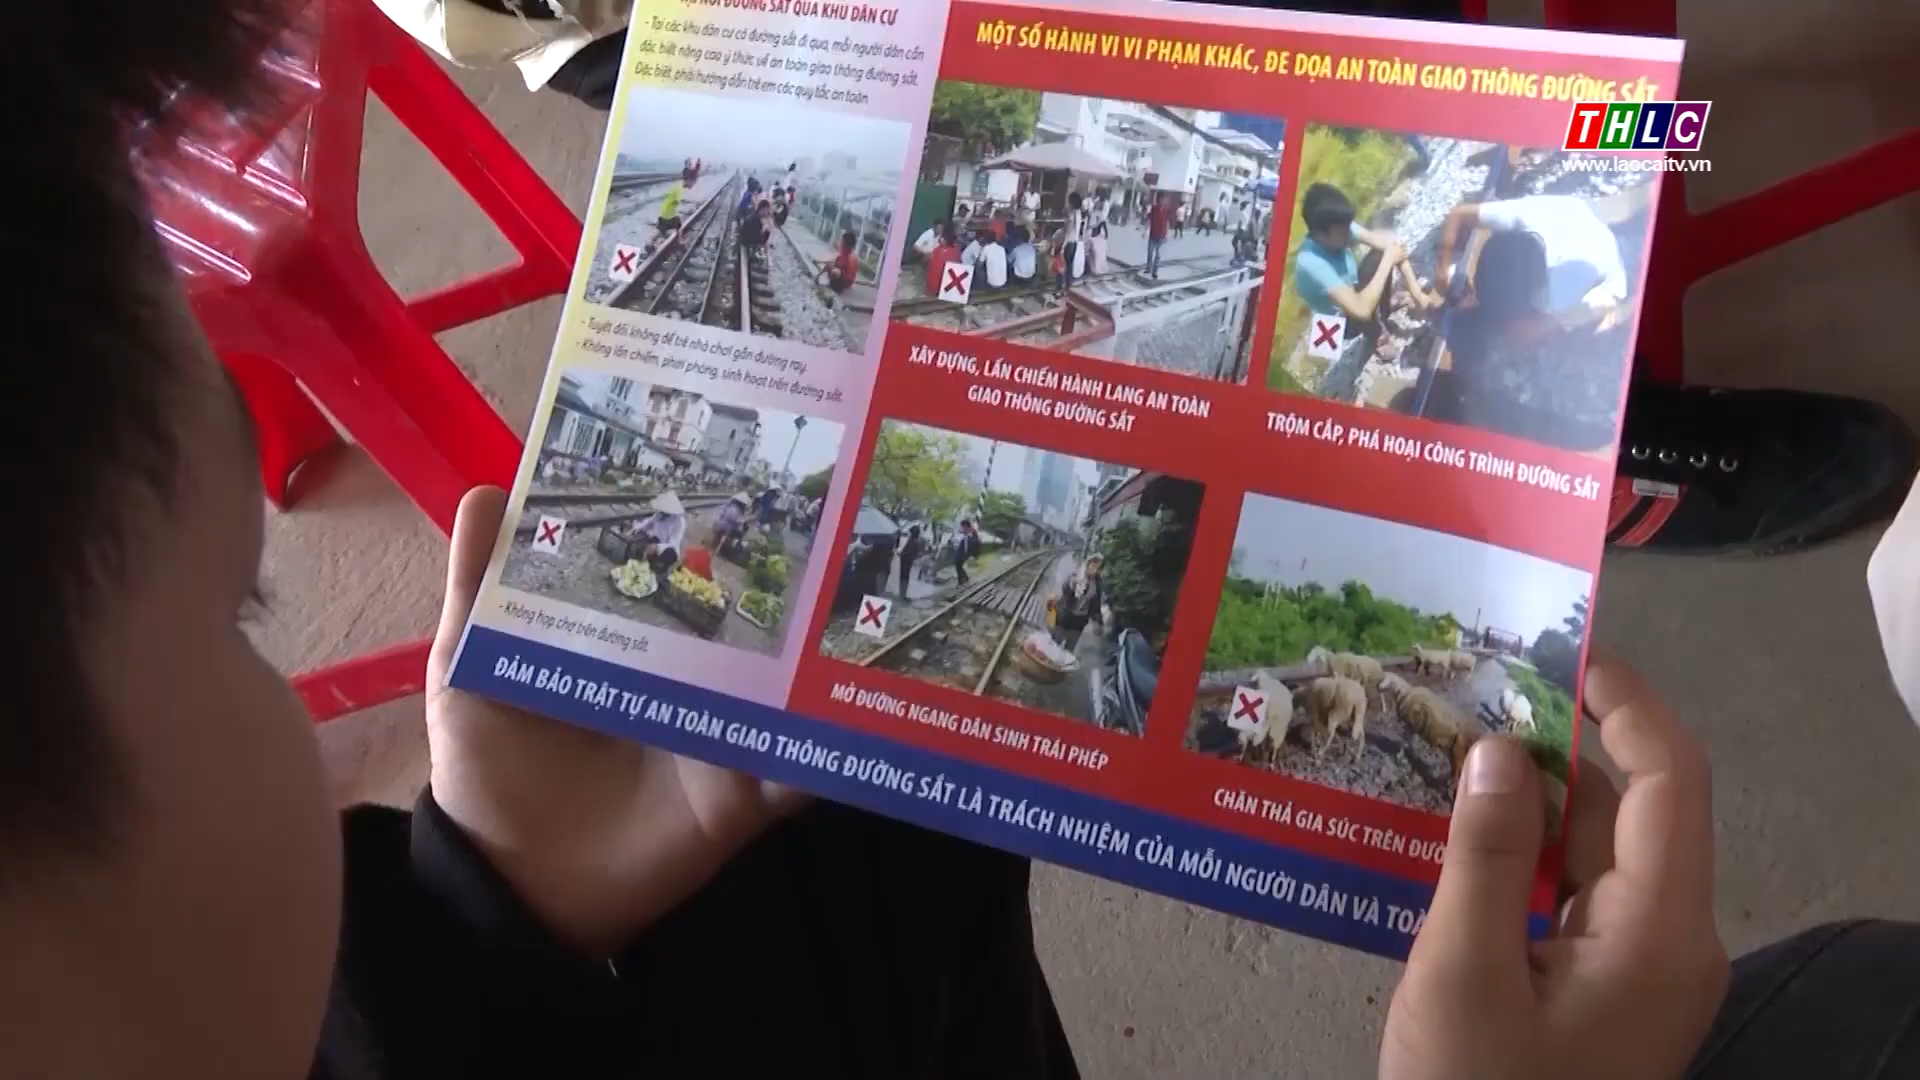 NƠI ĐƯỜNG SẮT QUA KHU DÂN CƯ
- Tại các khu dân cư có đường sắt đi qua, mỗi người dân cần
đặc biệt nâng cao ý thức về an toàn giao thông đường sắt.
Đặc biệt phải hướng dẫn trẻ em các quy tắc an toàn.
- Tuyệt đối không để trẻ nhà chơi gần đường ray.
- Không lấn chiếm, phơi phóng, sinh hoạt trên đường sắt.
- Không họp chợ trên đường sắt.
MỘT SỐ HÀNH VI VI PHẠM KHÁC, ĐE DỌA AN TOÀN GIAO THÔNG ĐƯỜNG SẮT
XÂY DỰNG, LẤN CHIẾM HÀNH LANG AN TOÀN
GIAO THÔNG ĐƯỜNG SẮT
TRỘM CẮP, PHÁ HOẠI CÔNG TRÌNH ĐƯỜNG SẮT
MỞ ĐƯỜNG NGANG DÂN SINH TRÁI PHÉP
CHĂN THẢ GIA SÚC TRÊN ĐƯỜ
ĐẢM BẢO TRẬT TỰ AN TOÀN GIAO THÔNG ĐƯỜNG SẮT LÀ TRÁCH NHIỆM CỦA MỖI NGƯỜI DÂN VÀ TOÀ
THLC
www.laocaitv.vn